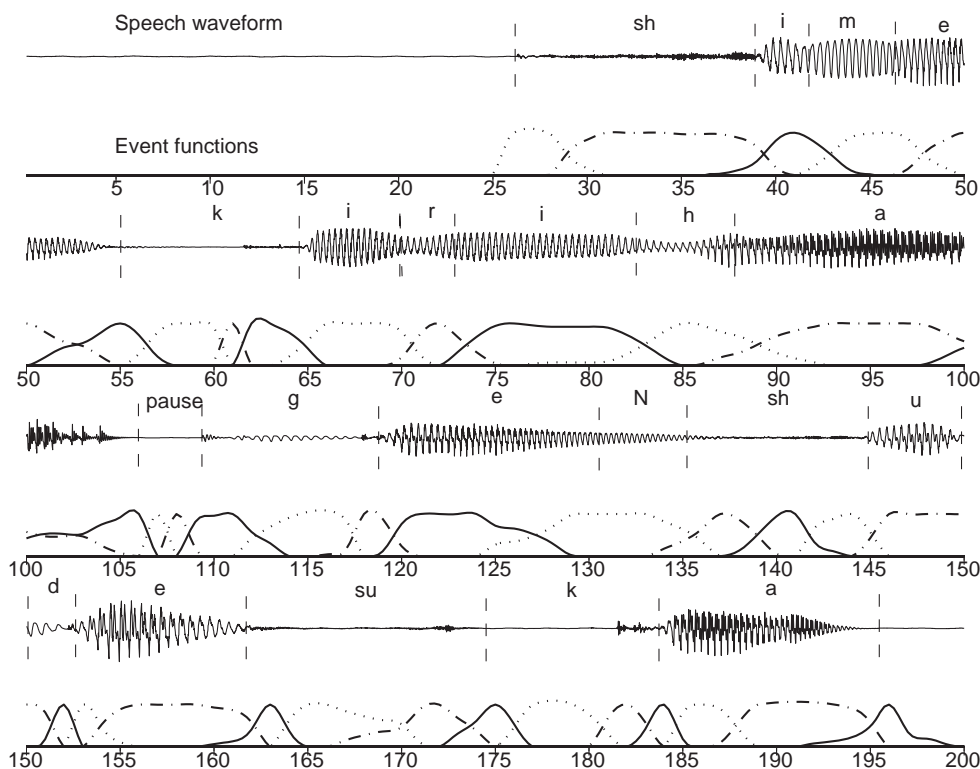 Speech waveform
sh i m e
Event functions
5 10 15 20 25 30 35 40 45 50
k i r i h a
50 55 60 65 70 75 80 85 90 95 100
pause g e N sh u
100 105 110 115 120 125 130 135 140 145 150
d e su k a
150 155 160 165 170 175 180 185 190 195 200